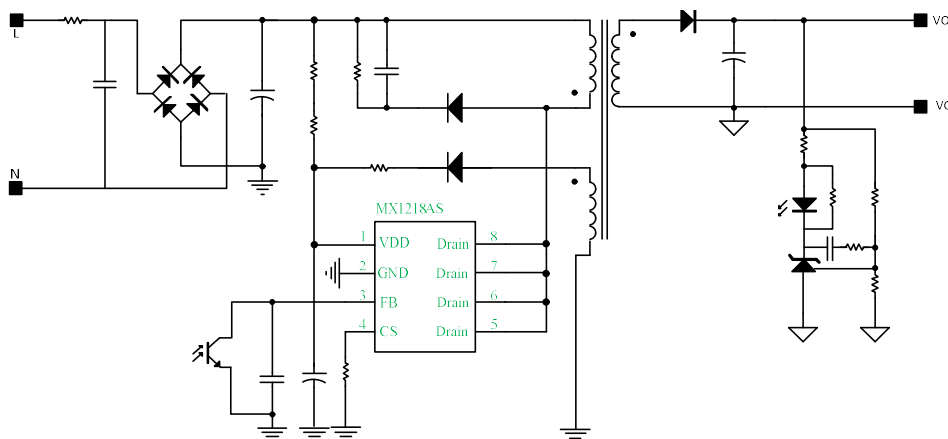 L
VO
VO
N
MX1218AS
1 VDD Drain 8
2 GND Drain 7
3 FB Drain 6
4 CS Drain 5